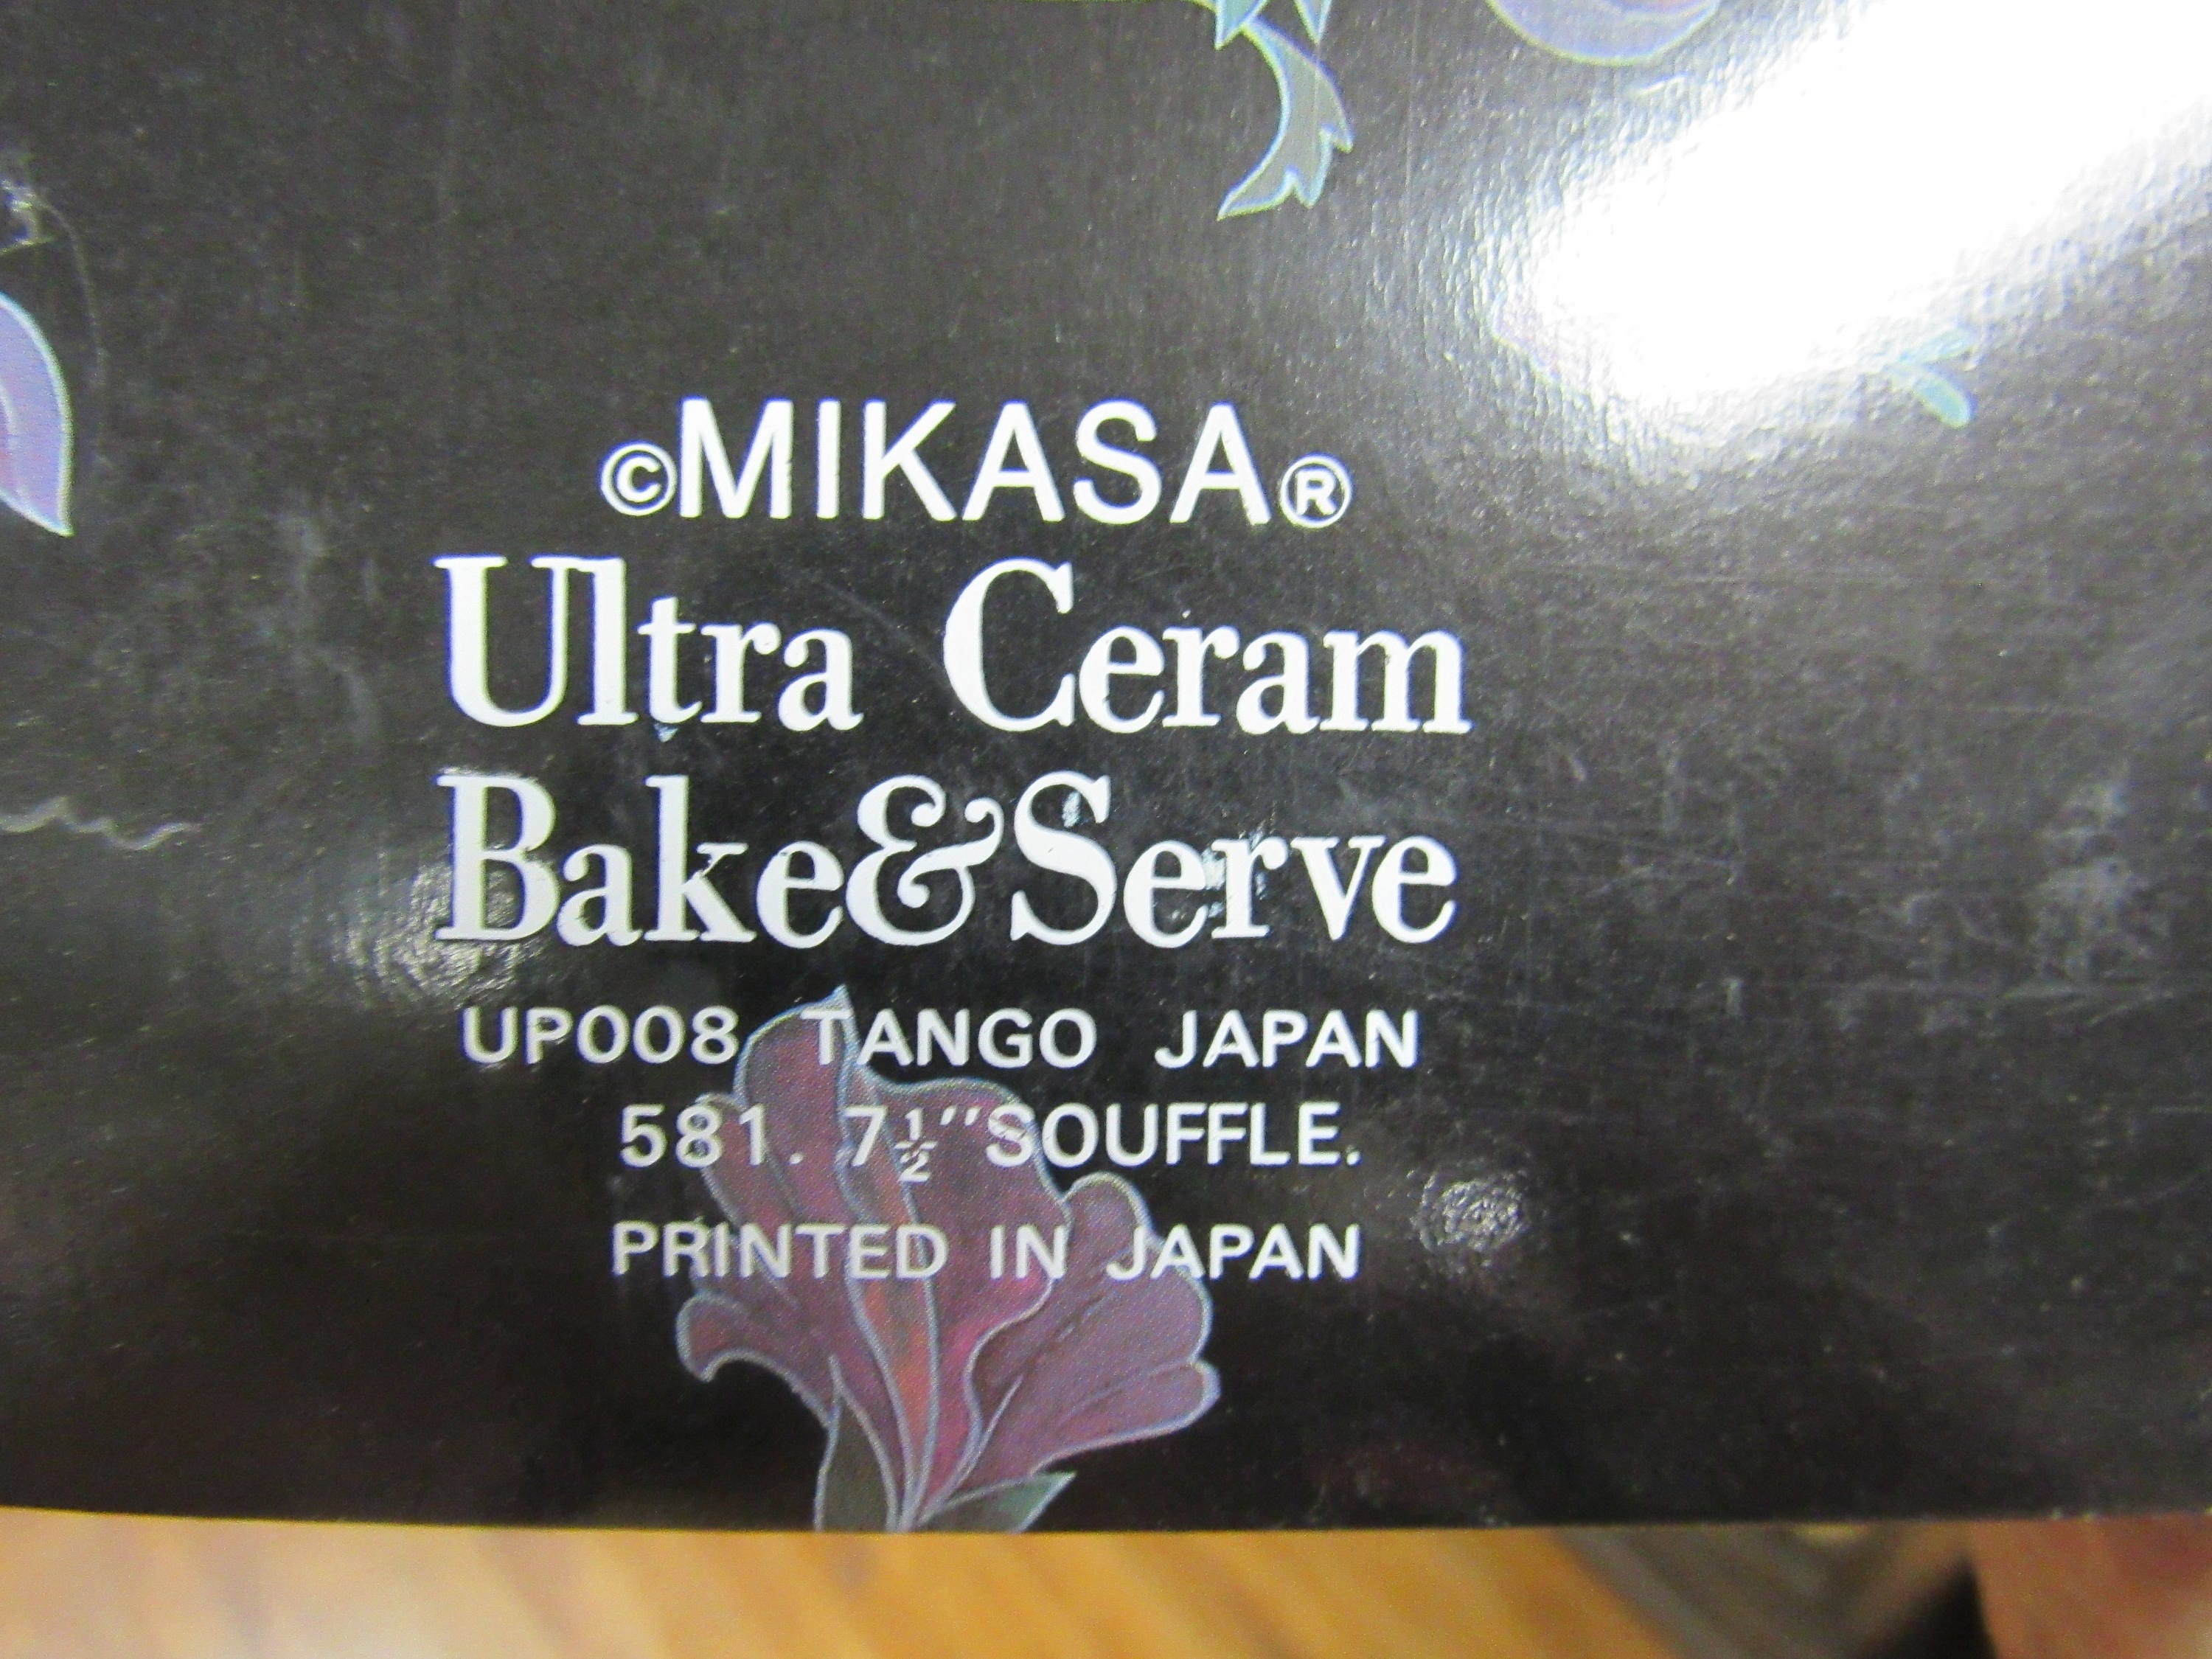 ©MIKASA®
Ultra Ceram
Bake&Serve
UP008 TANGO JAPAN
581. 7½"SOUFFLE.
PRINTED IN JAPAN